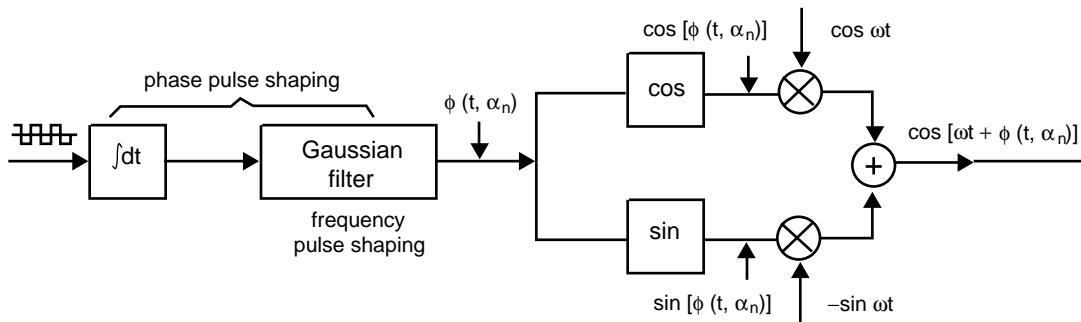 cos [ϕ (t, αn)]
cos ωt
phase pulse shaping
∫dt
Gaussian
filter
frequency
pulse shaping
ϕ (t, αn)
cos
cos [ωt + ϕ (t, αn)]
+
sin
sin [ϕ (t, αn)]
−sin ωt